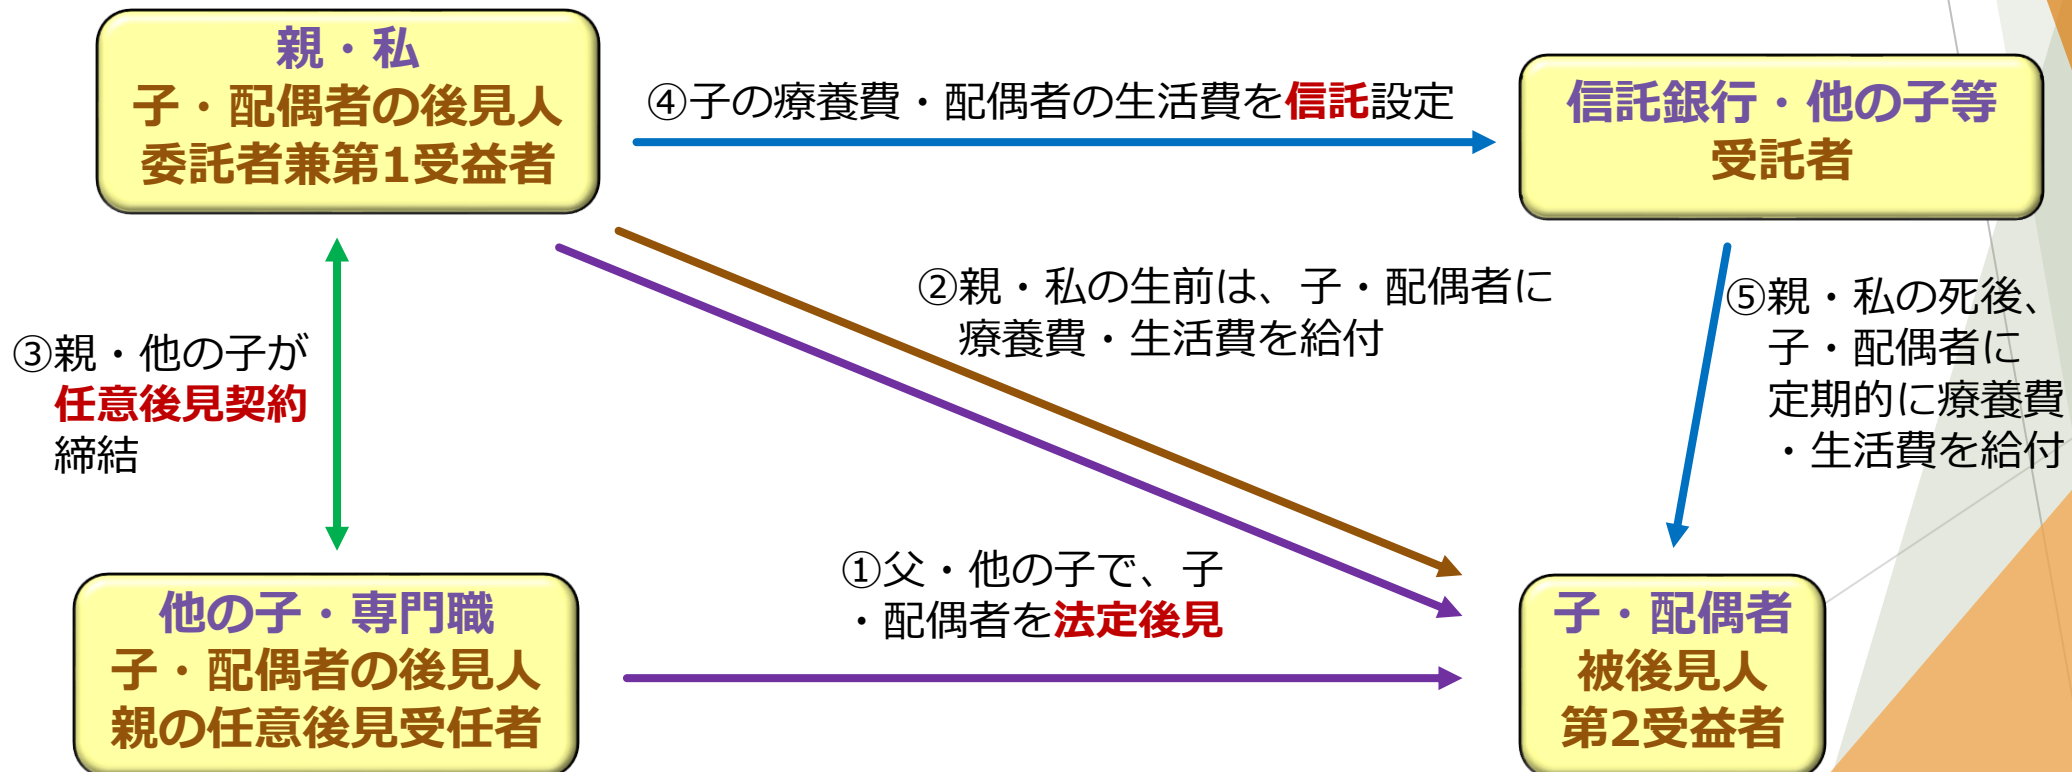 親・私
子・配偶者の後見人
委託者兼第1受益者
④子の療養費・配偶者の生活費を信託設定
信託銀行・他の子等
受託者
②親・私の生前は、子・配偶者に
療養費・生活費を給付
⑤親・私の死後、
子・配偶者に
定期的に療養費
・生活費を給付
③親・他の子が
任意後見契約
締結
①父・他の子で、子
・配偶者を法定後見
他の子・専門職
子・配偶者の後見人
親の任意後見受任者
子・配偶者
被後見人
第2受益者